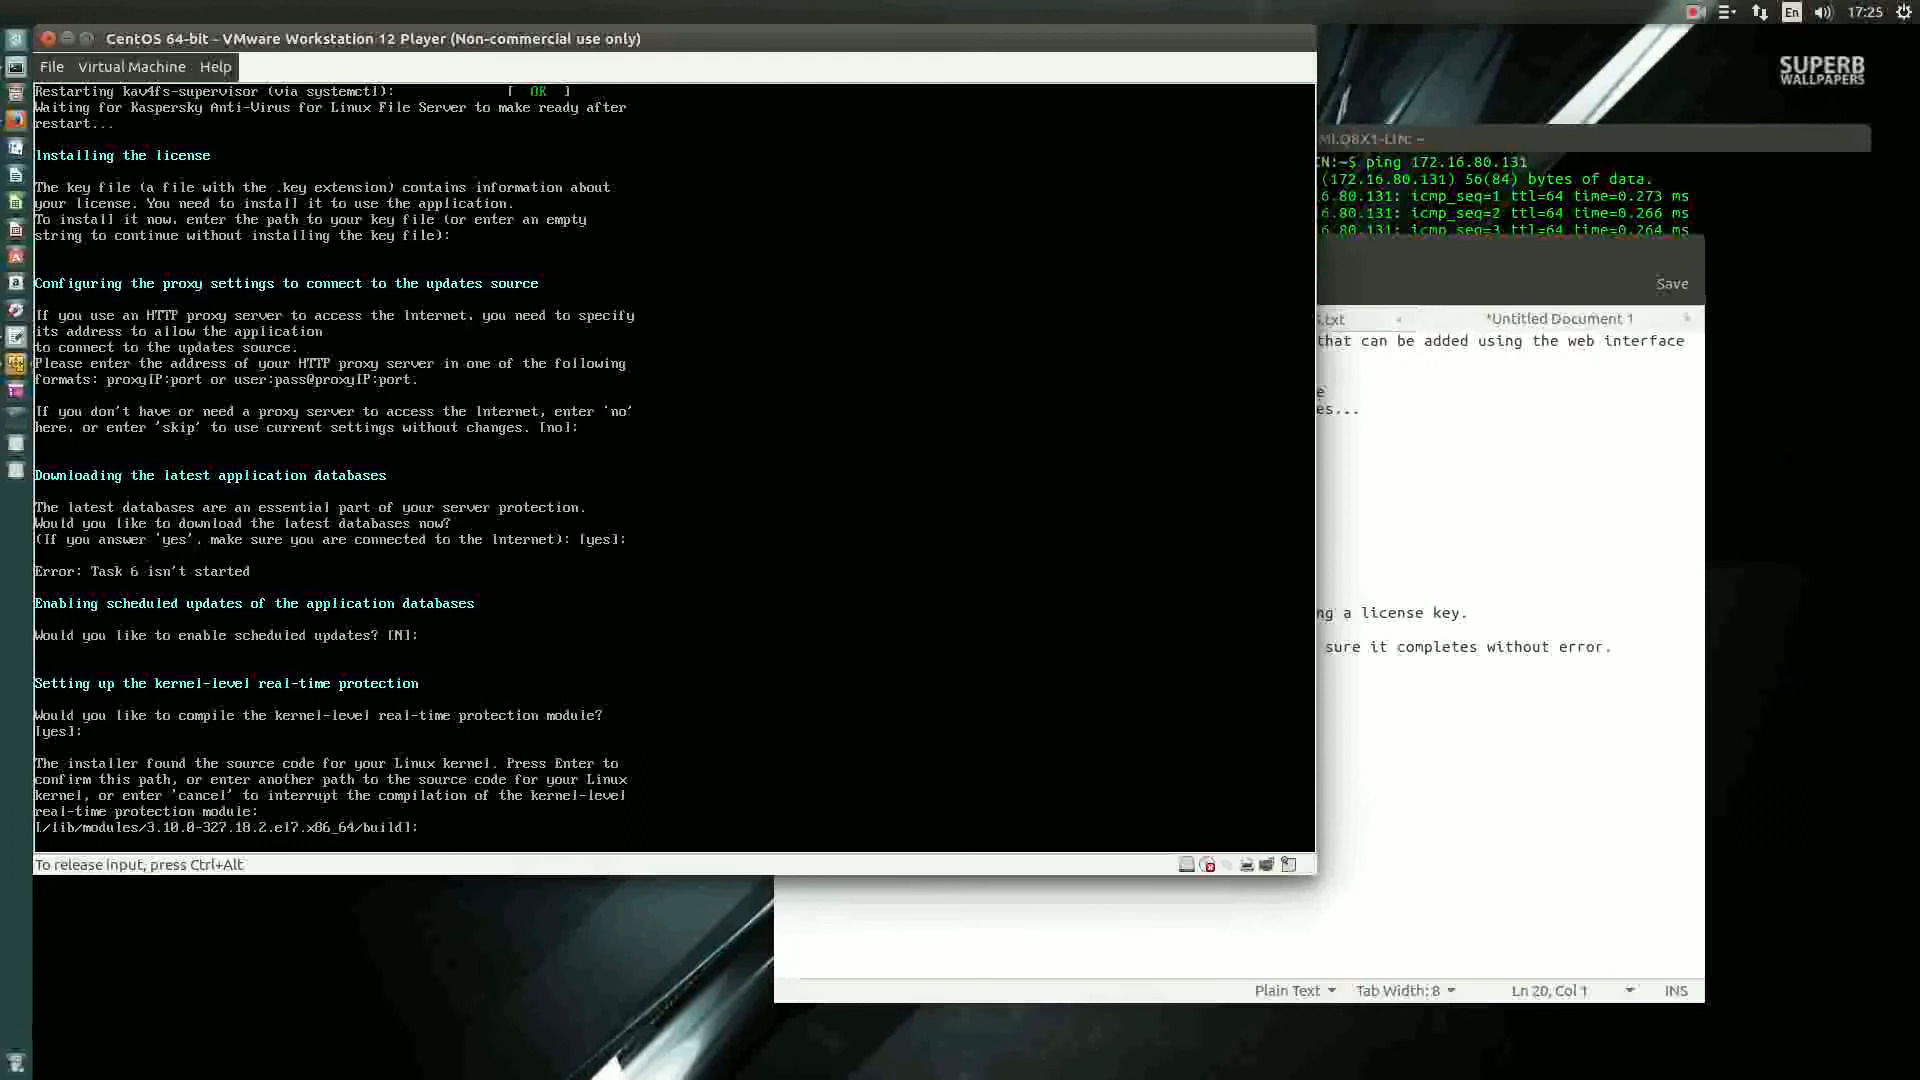 17:25
En
CentOS 64-bit - VMware Workstation 12 Player (Non-commercial use only)
File Virtual Machine Help
SUPERB
WALLPAPERS
Restarting kav4fs-supervisor (via systemctl): [ OK ]
Waiting for Kaspersky Anti-Virus for Linux File Server to make ready after
restart...
Installing the license
The key file (a file with the .key extension) contains information about
your license. You need to install it to use the application.
To install it now, enter the path to your key file (or enter an empty
string to continue without installing the key file):
Configuring the proxy settings to connect to the updates source
If you use an HTTP proxy server to access the Internet, you need to specify
its address to allow the application
to connect to the updates source.
Please enter the address of your HTTP proxy server in one of the following
formats: proxyIP:port or user:pass@proxyIP:port.
If you don't have or need a proxy server to access the Internet, enter 'no'
here, or enter 'skip' to use current settings without changes. [no]:
Downloading the latest application databases
The latest databases are an essential part of your server protection.
Would you like to download the latest databases now?
(If you answer 'yes', make sure you are connected to the Internet): [yes]:
Error: Task 6 isn't started
Enabling scheduled updates of the application databases
Would you like to enable scheduled updates? [N]:
Setting up the kernel-level real-time protection
Would you like to compile the kernel-level real-time protection module?
[yes]:
The installer found the source code for your Linux kernel. Press Enter to
confirm this path, or enter another path to the source code for your Linux
kernel, or enter 'cancel' to interrupt the compilation of the kernel-level
real-time protection module:
[/lib/modules/3.10.0-327.18.2.el7.x86_64/build]:
To release input, press Ctrl+Alt
MLQ8X1-LIN: ~
N:~$ ping 172.16.80.131
(172.16.80.131) 56(84) bytes of data.
6.80.131: icmp_seq=1 ttl=64 time=0.273 ms
6.80.131: icmp_seq=2 ttl=64 time=0.266 ms
6.80.131: icmp_seq=3 ttl=64 time=0.264 ms
Save
.txt × *Untitled Document 1 ×
that can be added using the web interface
e
es...
ng a license key.
sure it completes without error.
Plain Text Tab Width: 8 Ln 20, Col 1 INS